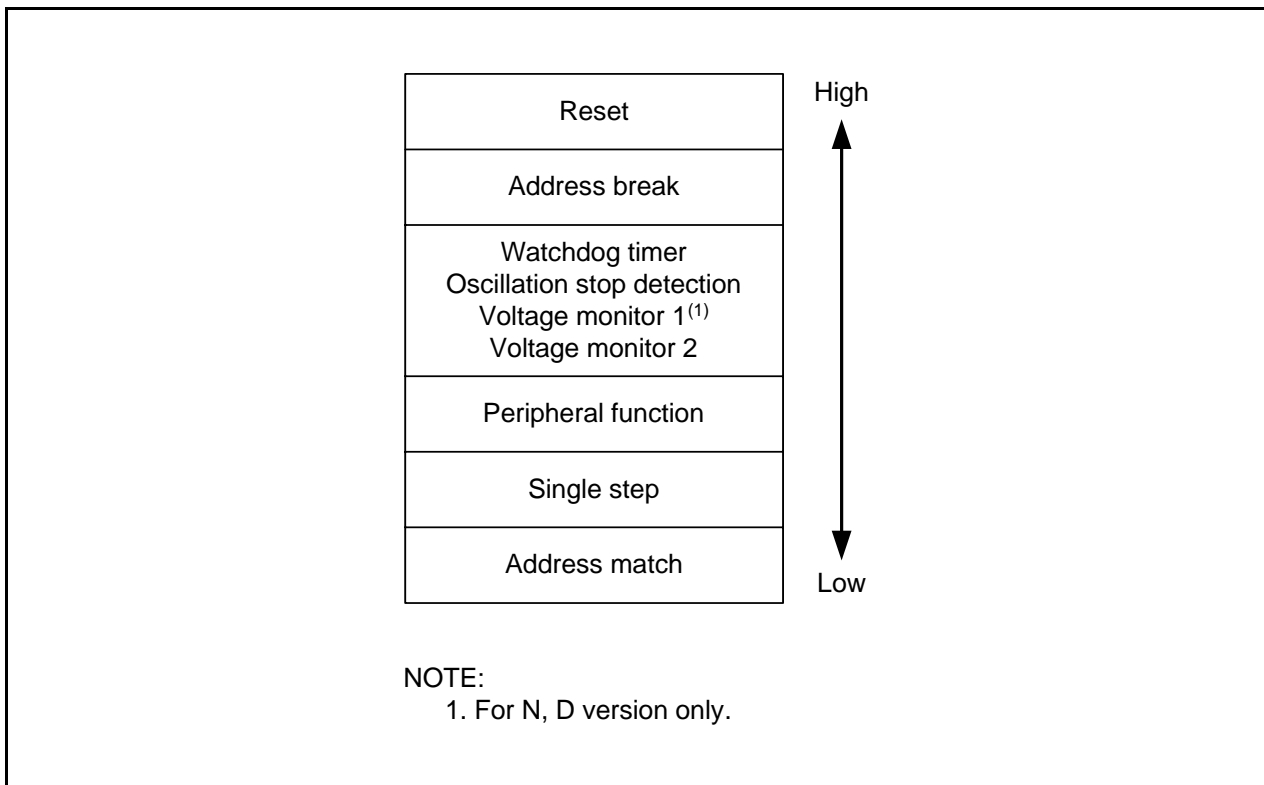 Reset
High
Address break
Watchdog timer
Oscillation stop detection
Voltage monitor 1(1)
Voltage monitor 2
Peripheral function
Single step
Address match
Low
NOTE:
1. For N, D version only.